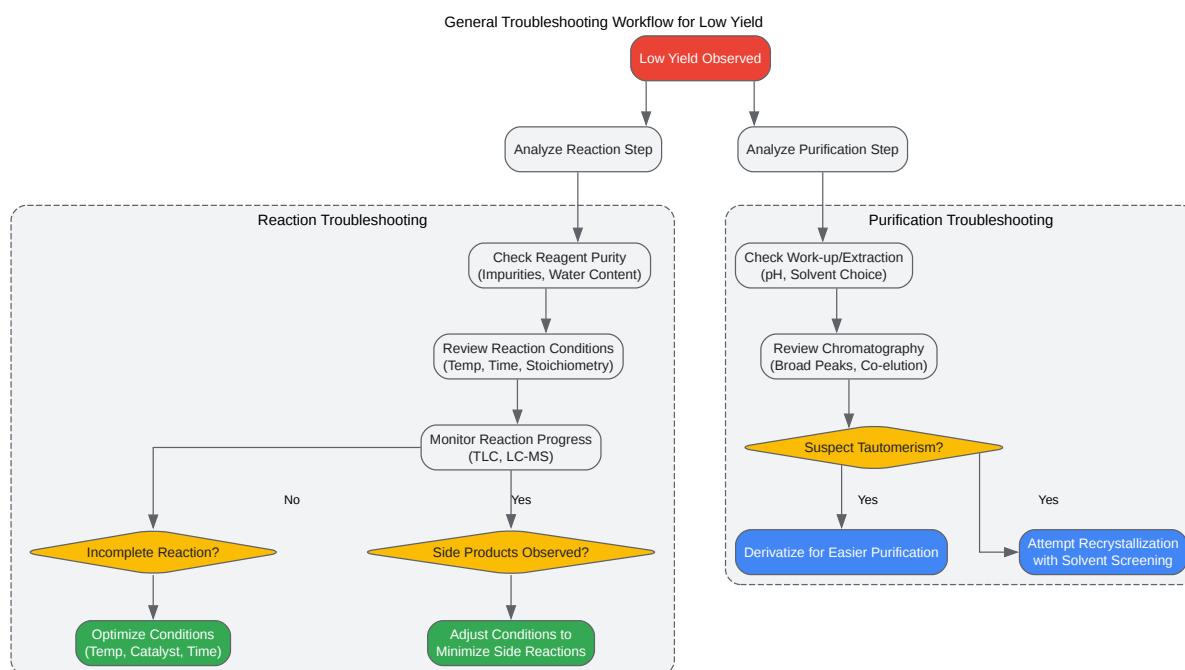 General Troubleshooting Workflow for Low Yield
Low Yield Observed
Analyze Reaction Step
Analyze Purification Step
Reaction Troubleshooting
Check Reagent Purity
(Impurities, Water Content)
Review Reaction Conditions
(Temp, Time, Stoichiometry)
Monitor Reaction Progress
(TLC, LC-MS)
No
Yes
Incomplete Reaction?
Side Products Observed?
Optimize Conditions
(Temp, Catalyst, Time)
Adjust Conditions to
Minimize Side Reactions
Purification Troubleshooting
Check Work-up/Extraction
(pH, Solvent Choice)
Review Chromatography
(Broad Peaks, Co-elution)
Suspect Tautomerism?
Yes
Yes
Derivatize for Easier Purification
Attempt Recrystallization
with Solvent Screening